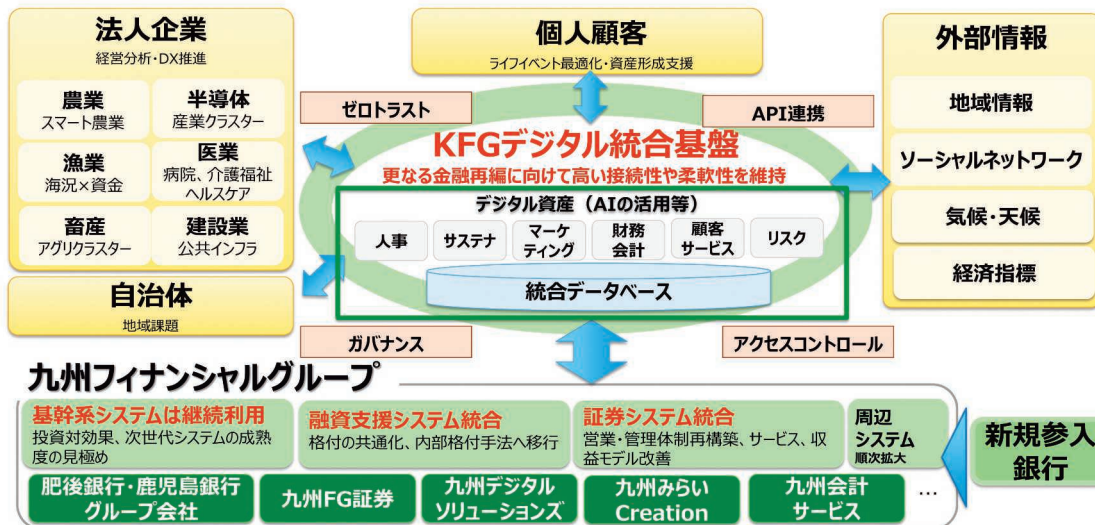 法人企業
経営分析・DX推進
農業
スマート農業
半導体
産業クラスター
漁業
海況×資金
医業
病院、介護福祉
ヘルスケア
畜産
アグリクラスター
建設業
公共インフラ
自治体
地域課題
個人顧客
ライフイベント最適化・資産形成支援
外部情報
地域情報
ソーシャルネットワーク
気候・天候
経済指標
ゼロトラスト
API連携
KFGデジタル統合基盤
更なる金融再編に向けて高い接続性や柔軟性を維持
デジタル資産（AIの活用等）
人事
サステナ
マーケ
ティング
財務
会計
顧客
サービス
リスク
統合データベース
ガバナンス
アクセスコントロール
九州フィナンシャルグループ
基幹系システムは継続利用
投資対効果、次世代システムの成熟
度の見極め
融資支援システム統合
格付の共通化、内部格付手法へ移行
証券システム統合
営業・管理体制再構築、サービス、収
益モデル改善
周辺
システム
順次拡大
新規参入
銀行
肥後銀行・鹿児島銀行
グループ会社
九州FG証券
九州デジタル
ソリューションズ
九州みらい
Creation
九州会計
サービス
…